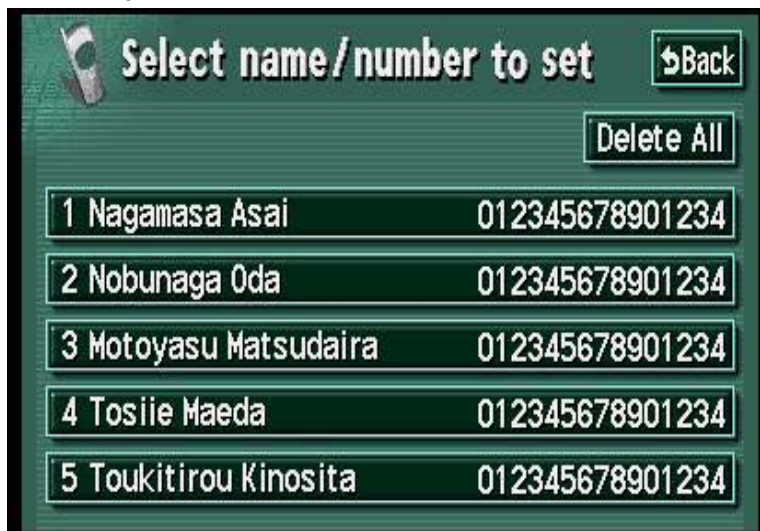 Select name/number to set
Back
Delete All
1 Nagamasa Asai 012345678901234
2 Nobunaga Oda 012345678901234
3 Motoyasu Matsudaira 012345678901234
4 Tosiie Maeda 012345678901234
5 Toukitirou Kinosita 012345678901234